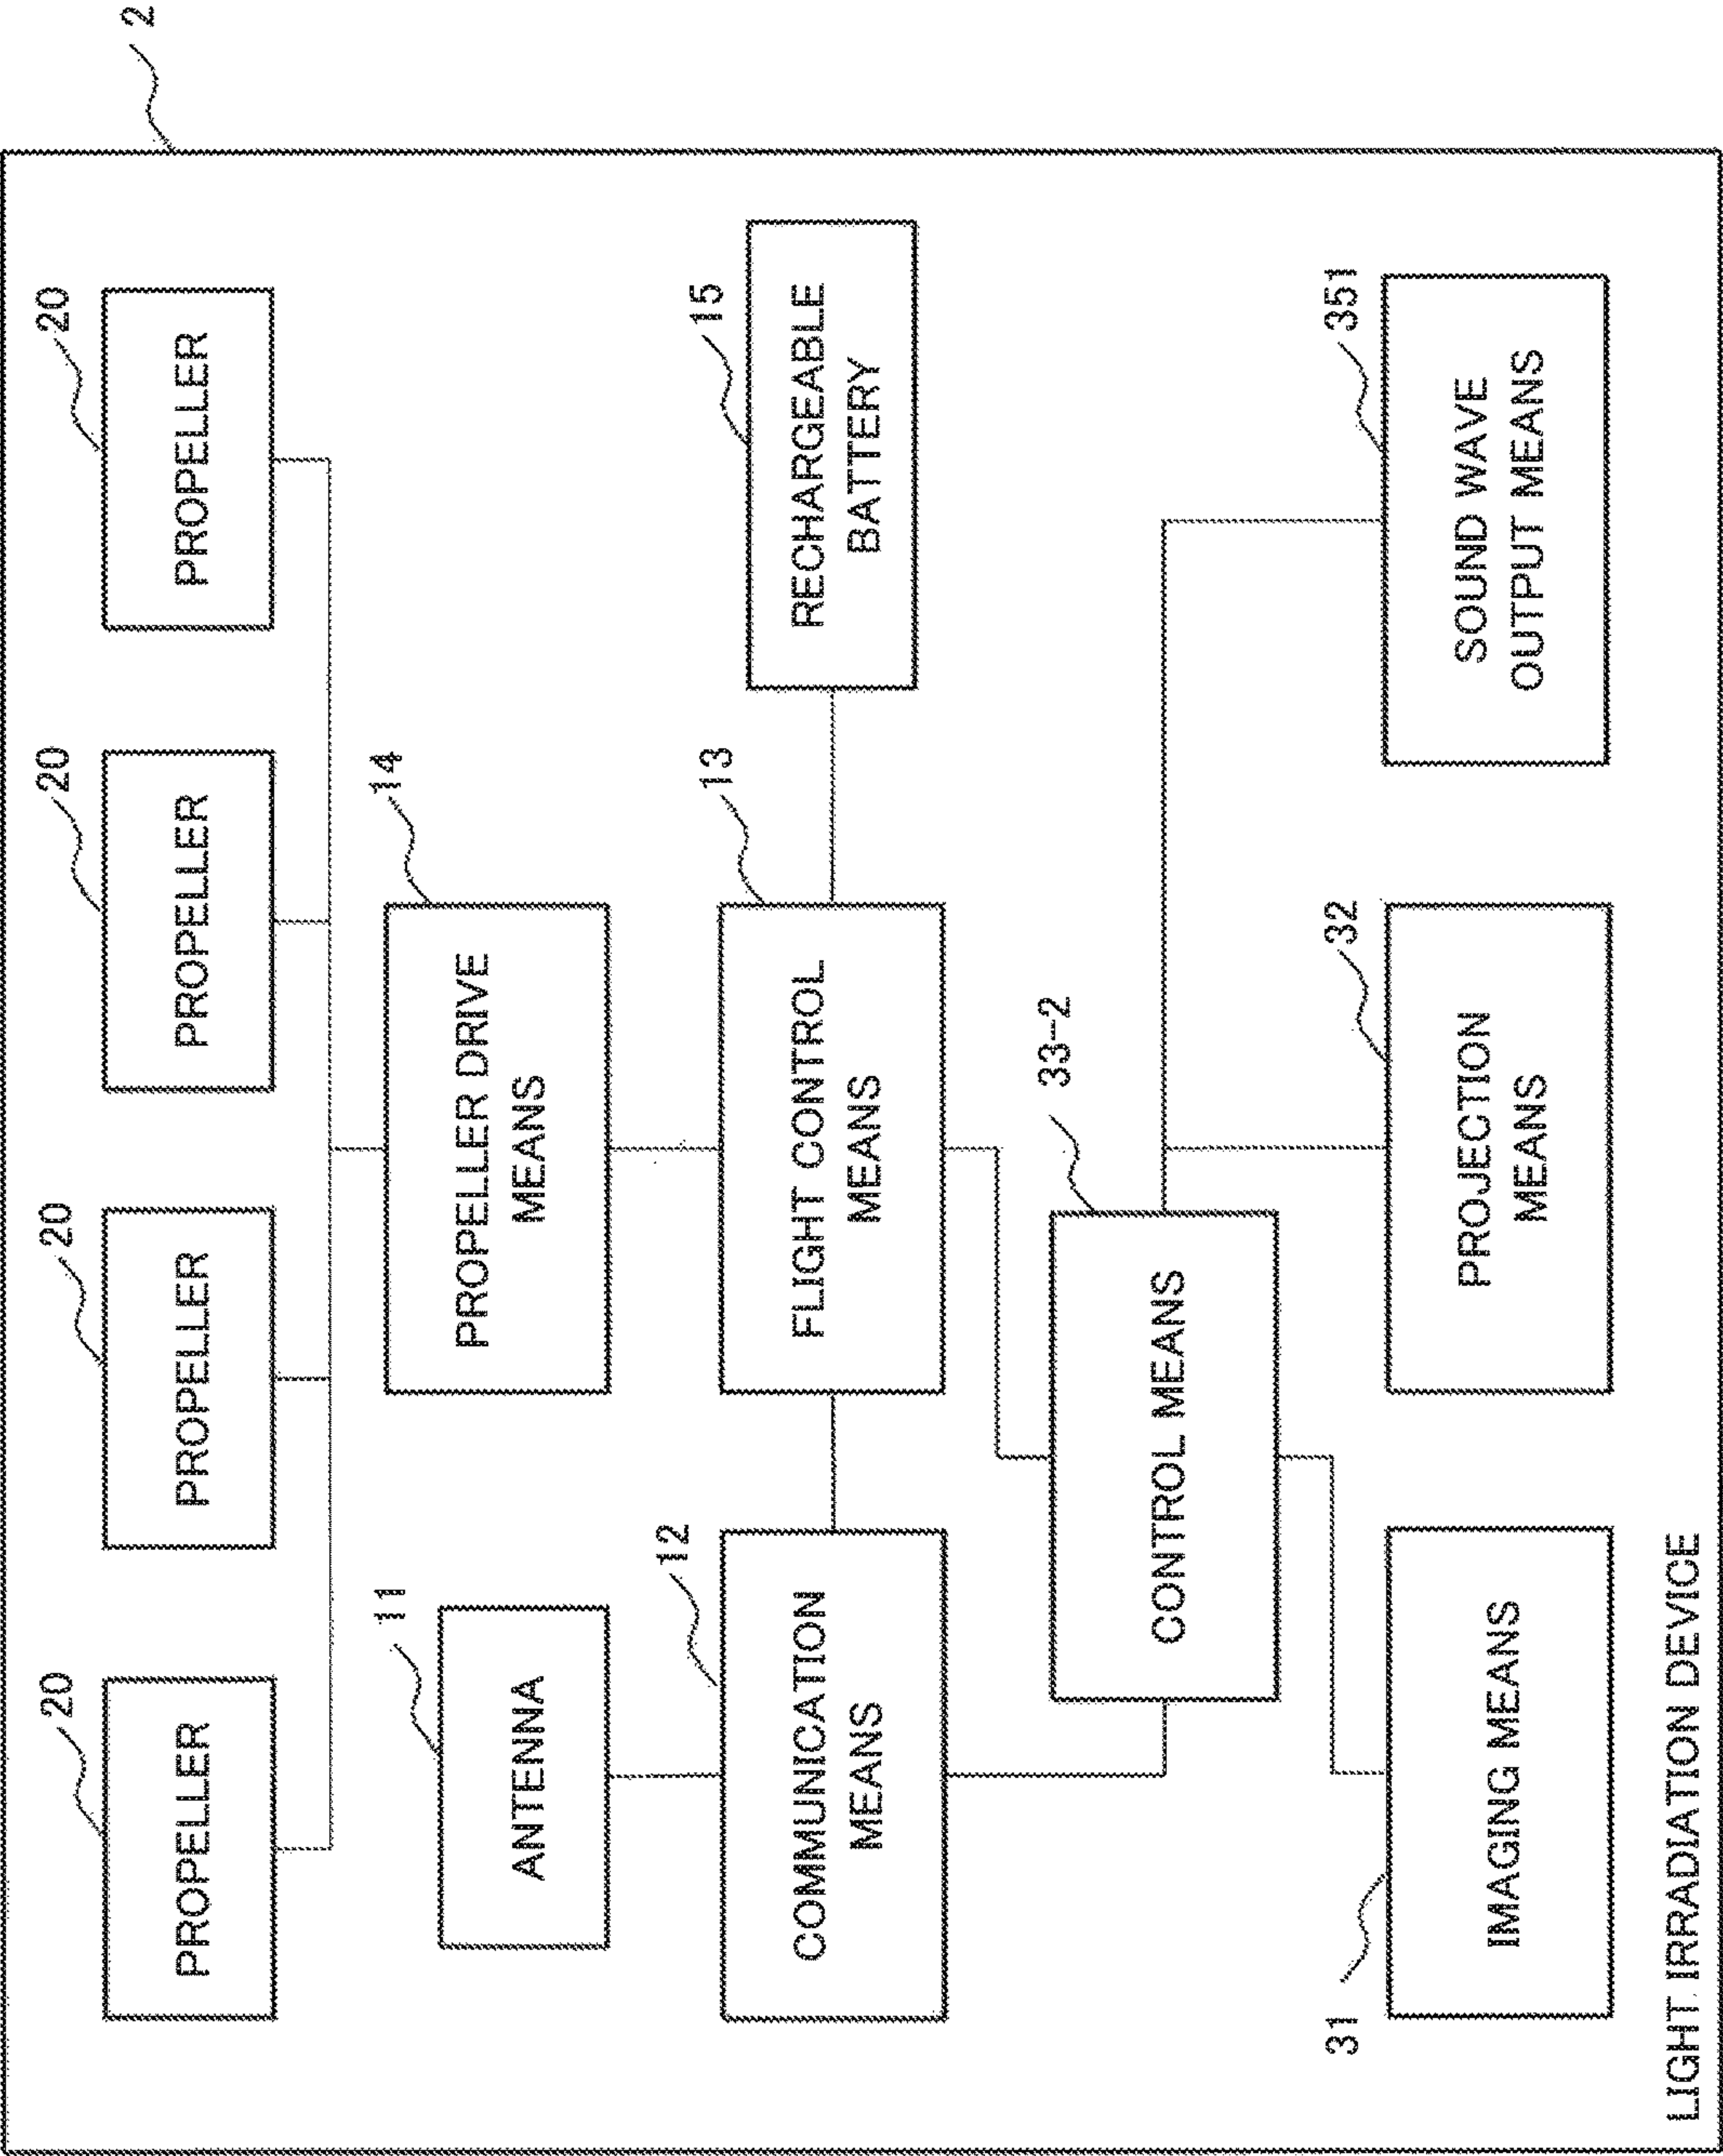 2
20
20
20
20
PROPELLER
PROPELLER
PROPELLER
PROPELLER
11
14
ANTENNA
PROPELLER DRIVE
MEANS
12
13
15
COMMUNICATION
MEANS
FLIGHT CONTROL
MEANS
RECHARGEABLE
BATTERY
33-2
CONTROL MEANS
31
32
351
IMAGING MEANS
PROJECTION
MEANS
SOUND WAVE
OUTPUT MEANS
LIGHT IRRADIATION DEVICE